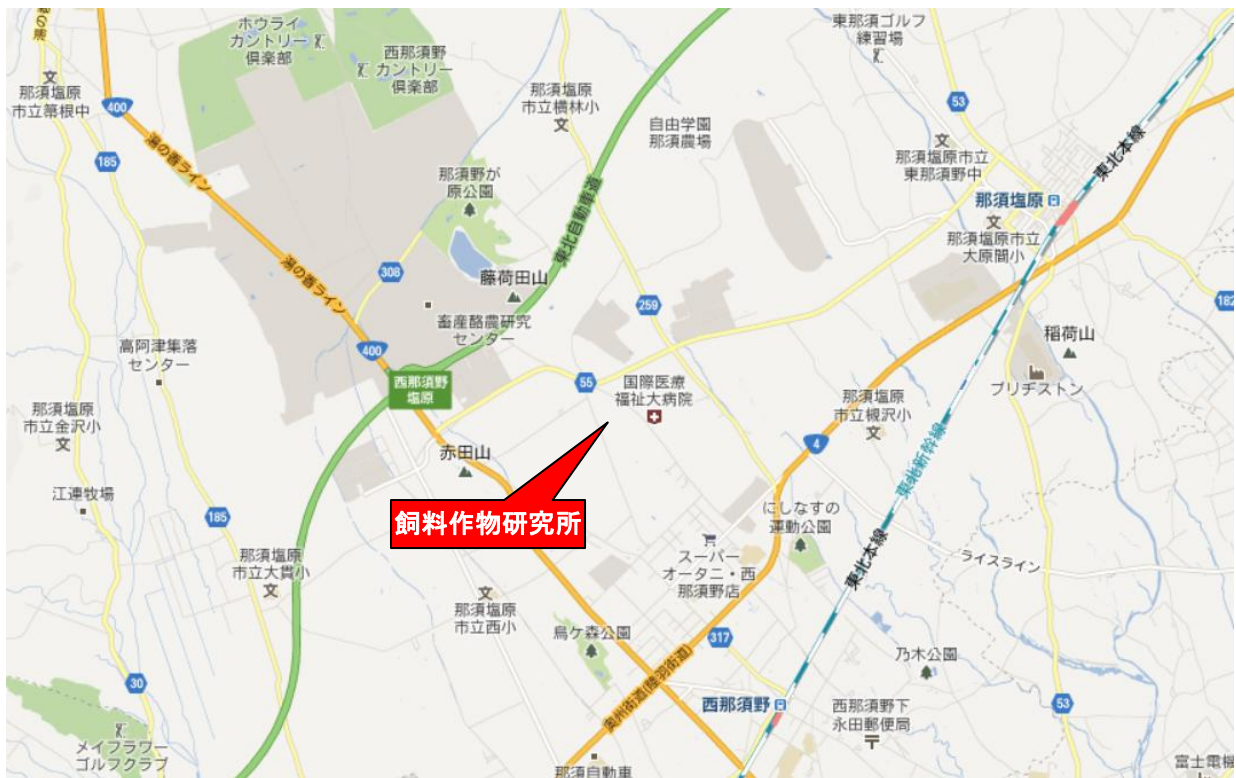 ホウライ
カントリー
倶楽部
西那須野
カントリー
倶楽部
那須塩原
市立横林小
東那須ゴルフ
練習場
那須塩原
市立箒根中
400
湯の香ライン
185
53
自由学園
那須農場
那須塩原市立
東那須野中
東北本線
那須野が
原公園
東北自動車道
那須塩原
那須塩原市立
大原間小
308
湯の香ライン
藤荷田山
259
182
畜産酪農研究
センター
稲荷山
高阿津集落
センター
400
西那須野
塩原
55
国際医療
福祉大病院
ブリヂストン
那須塩原
市立金沢小
那須塩原
市立槻沢小
赤田山
4
東北新幹線
江連牧場
185
飼料作物研究所
にしなすの
運動公園
那須塩原
市立大貫小
スーパー
オータニ・西
那須野店
東北本線
ライスライン
那須塩原
市立西小
烏ケ森公園
317
奥州街道(陸羽街道)
乃木公園
30
西那須野
西那須野下
永田郵便局
53
メイフラワー
ゴルフクラブ
那須自動車
富士電機